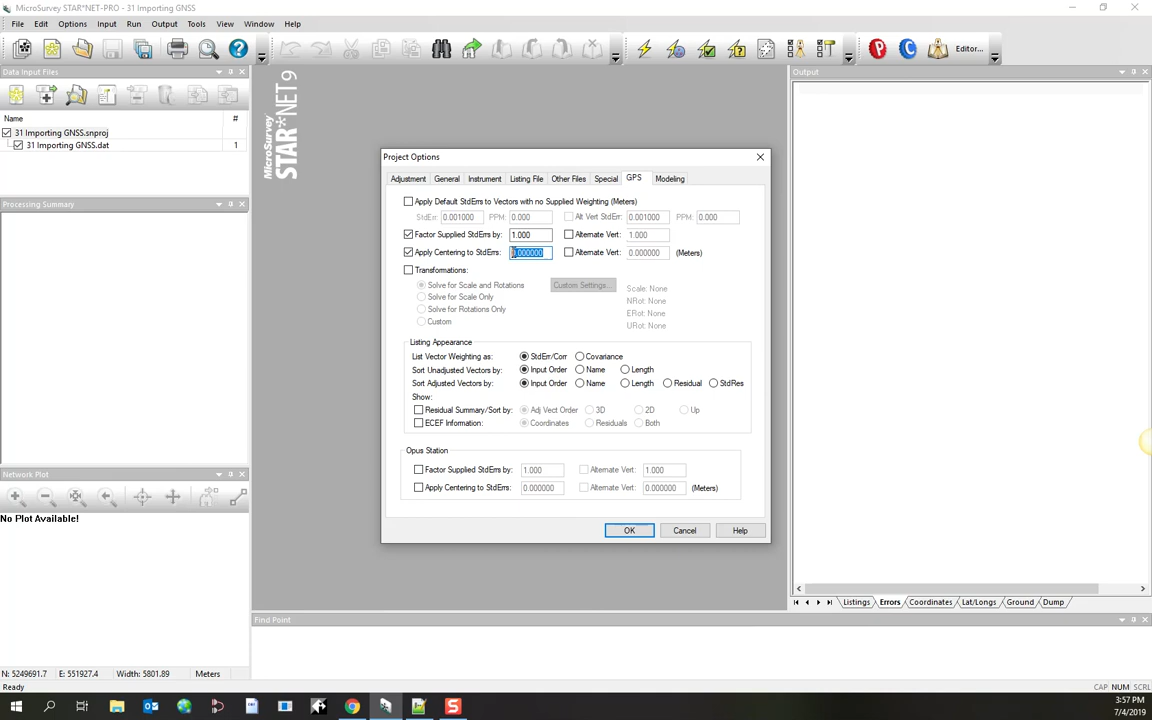 MicroSurvey STAR*NET-PRO - 31 Importing GNSS
File Edit Options Input Run Output Tools View Window Help
Editor...
Data Input Files
Name #
31 Importing GNSS.snproj
31 Importing GNSS.dat 1
Processing Summary
Network Plot
No Plot Available!
N: 5249691.7 E: 551927.4 Width: 5801.89 Meters
Ready
MicroSurvey STAR*NET 9
Project Options
Adjustment General Instrument Listing File Other Files Special GPS Modeling
Apply Default StdErrs to Vectors with no Supplied Weighting (Meters)
StdErr: 0.001000 PPM: 0.000 Alt Vert StdErr: 0.001000 PPM: 0.000
Factor Supplied StdErrs by: 1.000 Alternate Vert: 1.000
Apply Centering to StdErrs: 0.000000 Alternate Vert: 0.000000 (Meters)
Transformations:
Solve for Scale and Rotations Custom Settings... Scale: None
Solve for Scale Only NRot: None
Solve for Rotations Only ERot: None
Custom URot: None
Listing Appearance
List Vector Weighting as: StdErr/Corr Covariance
Sort Unadjusted Vectors by: Input Order Name Length
Sort Adjusted Vectors by: Input Order Name Length Residual StdRes
Show:
Residual Summary/Sort by: Adj Vect Order 3D 2D Up
ECEF Information: Coordinates Residuals Both
Opus Station
Factor Supplied StdErrs by: 1.000 Alternate Vert: 1.000
Apply Centering to StdErrs: 0.000000 Alternate Vert: 0.000000 (Meters)
OK Cancel Help
Output
Listings Errors Coordinates Lat/Longs Ground Dump
Find Point
CAP NUM SCRL
3:57 PM
7/4/2019